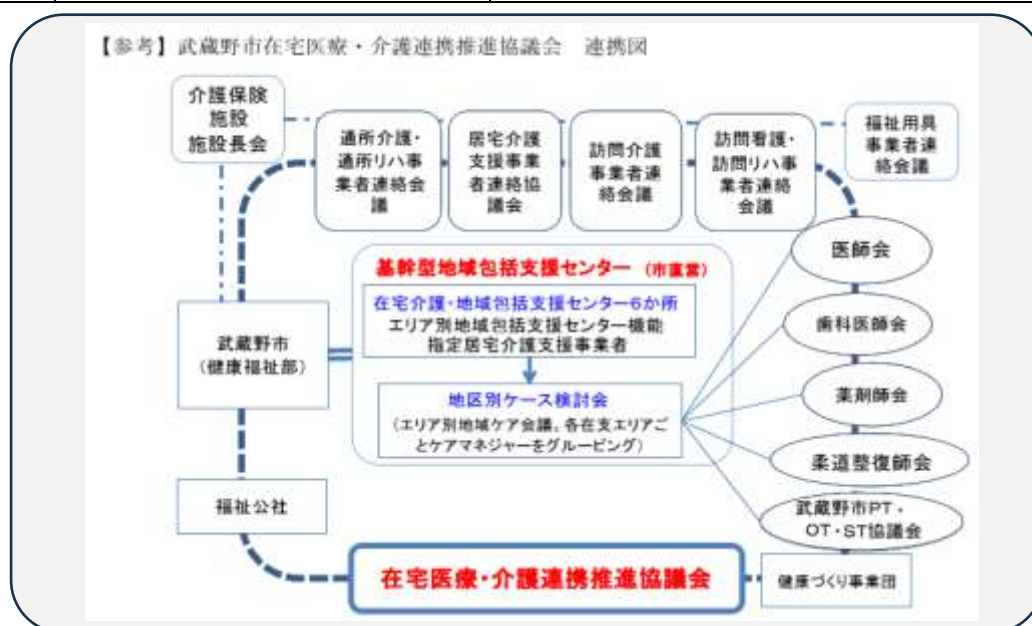 【参考】武蔵野市在宅医療・介護連携推進協議会　連携図
介護保険
施設
施設長会
通所介護・
通所リハ事
業者連絡会
議
居宅介護
支援事業
者連絡協
議会
訪問介護
事業者連
絡会議
訪問看護・
訪問リハ事
業者連絡
会議
福祉用具
事業者連
絡会議
基幹型地域包括支援センター（市直営）
在宅介護・地域包括支援センター６か所
エリア別地域包括支援センター機能
指定居宅介護支援事業者
地区別ケース検討会
（エリア別地域ケア会議、各在支エリアご
とケアマネジャーをグルーピング）
武蔵野市
（健康福祉部）
福祉公社
医師会
歯科医師会
薬剤師会
柔道整復師会
武蔵野市ＰＴ・
ＯＴ・ＳＴ協議会
在宅医療・介護連携推進協議会
健康づくり事業団